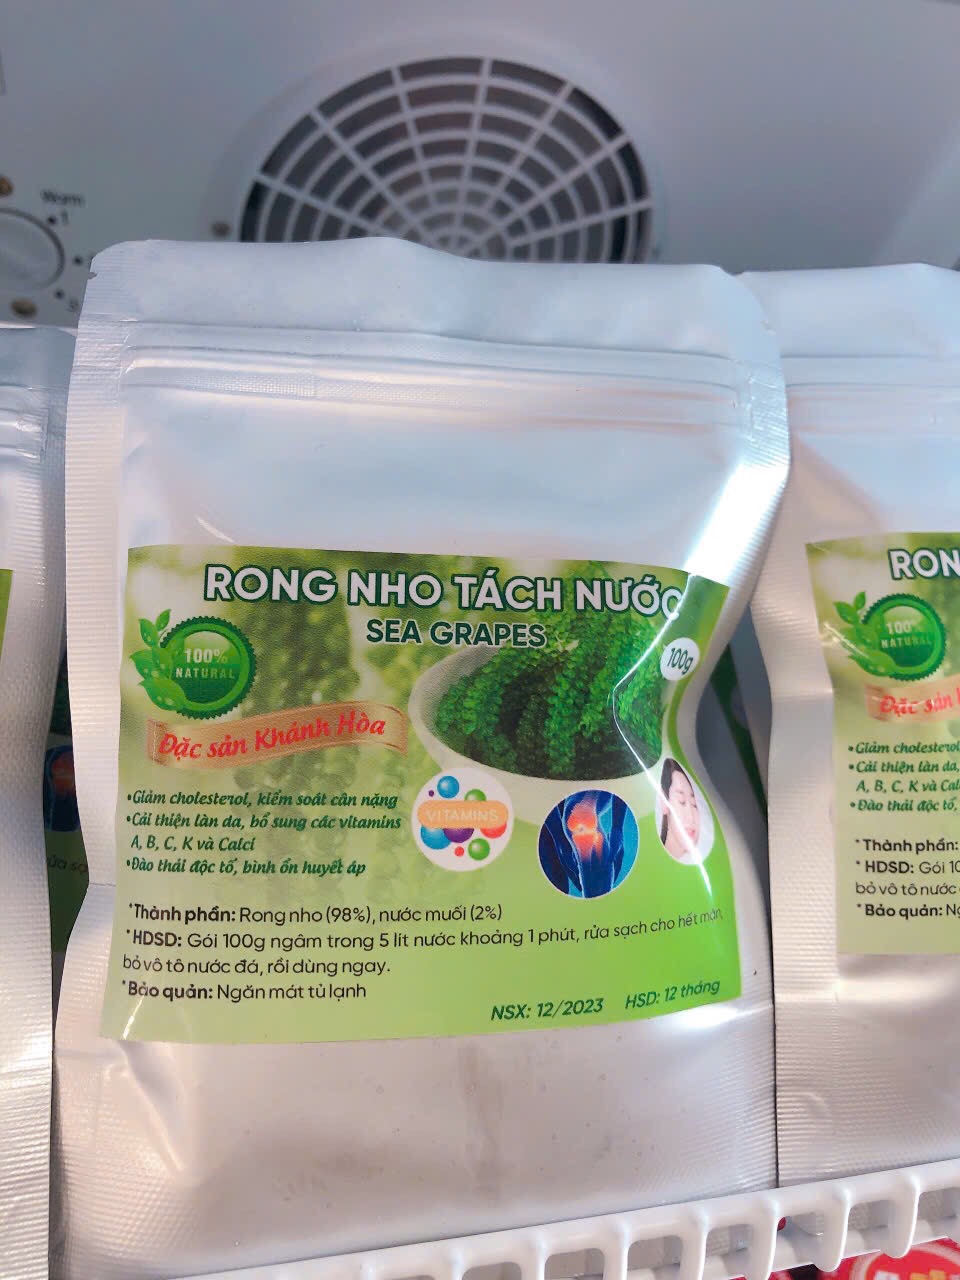 Warm
1
RONG NHO TÁCH NƯỚC
SEA GRAPES
100g
100%
NATURAL
Đặc sản Khánh Hòa
•Giảm cholesterol, kiểm soát cân nặng
•Cải thiện làn da, bổ sung các vitamins
A, B, C, K và Calci
•Đào thải độc tố, bình ổn huyết áp
VITAMINS
*Thành phần: Rong nho (98%), nước muối (2%)
*HDSD: Gói 100g ngâm trong 5 lít nước khoảng 1 phút, rửa sạch cho hết mặn,
bỏ vô tô nước đá, rồi dùng ngay.
*Bảo quản: Ngăn mát tủ lạnh
NSX: 12/2023 HSD: 12 tháng
RON
100%
NATURAL
Đặc sản
•Giảm cholesterol
•Cải thiện làn da,
A, B, C, K và Cal
•Đào thải độc tố,
*Thành phần:
*HDSD: Gói 10
bỏ vô tô nước
*Bảo quản: Ng